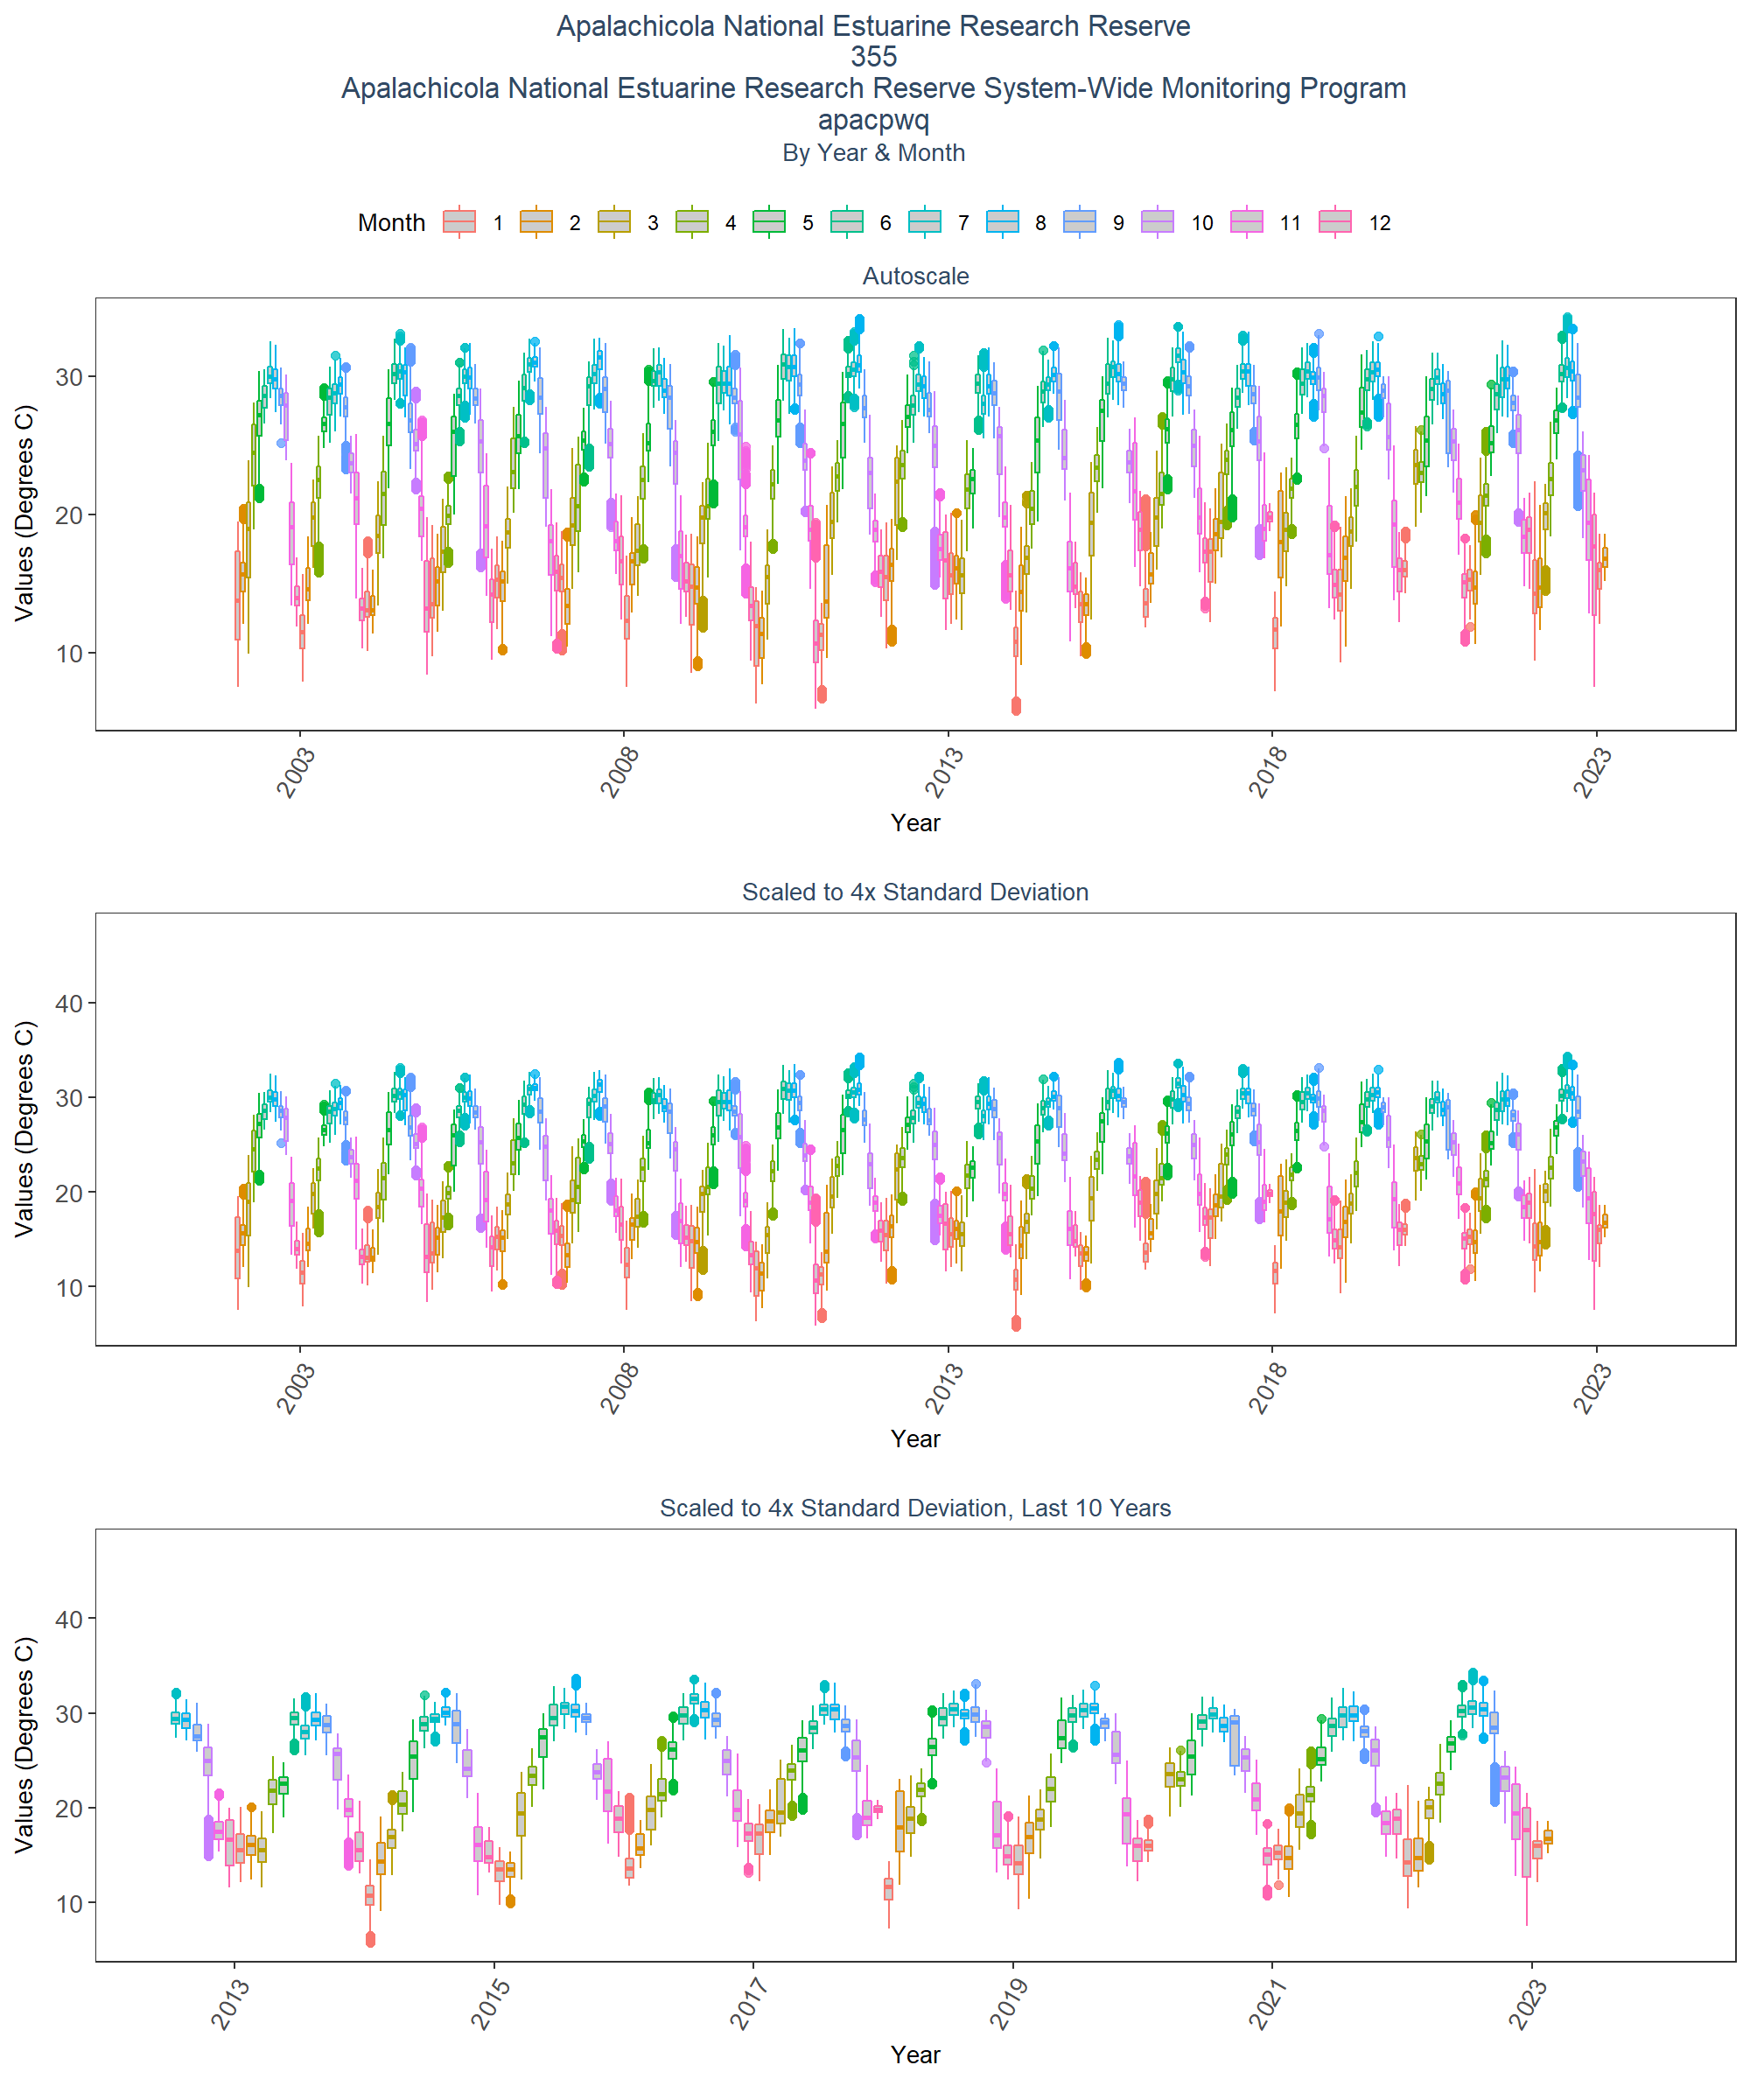 Apalachicola National Estuarine Research Reserve
355
Apalachicola National Estuarine Research Reserve System-Wide Monitoring Program
apacpwq
By Year & Month
Month 1 2 3 4 5 6 7 8 9 10 11 12
Autoscale
Values (Degrees C)
30
20
10
2003 2008 2013 2018 2023
Year
Scaled to 4x Standard Deviation
Values (Degrees C)
40
30
20
10
2003 2008 2013 2018 2023
Year
Scaled to 4x Standard Deviation, Last 10 Years
Values (Degrees C)
40
30
20
10
2013 2015 2017 2019 2021 2023
Year